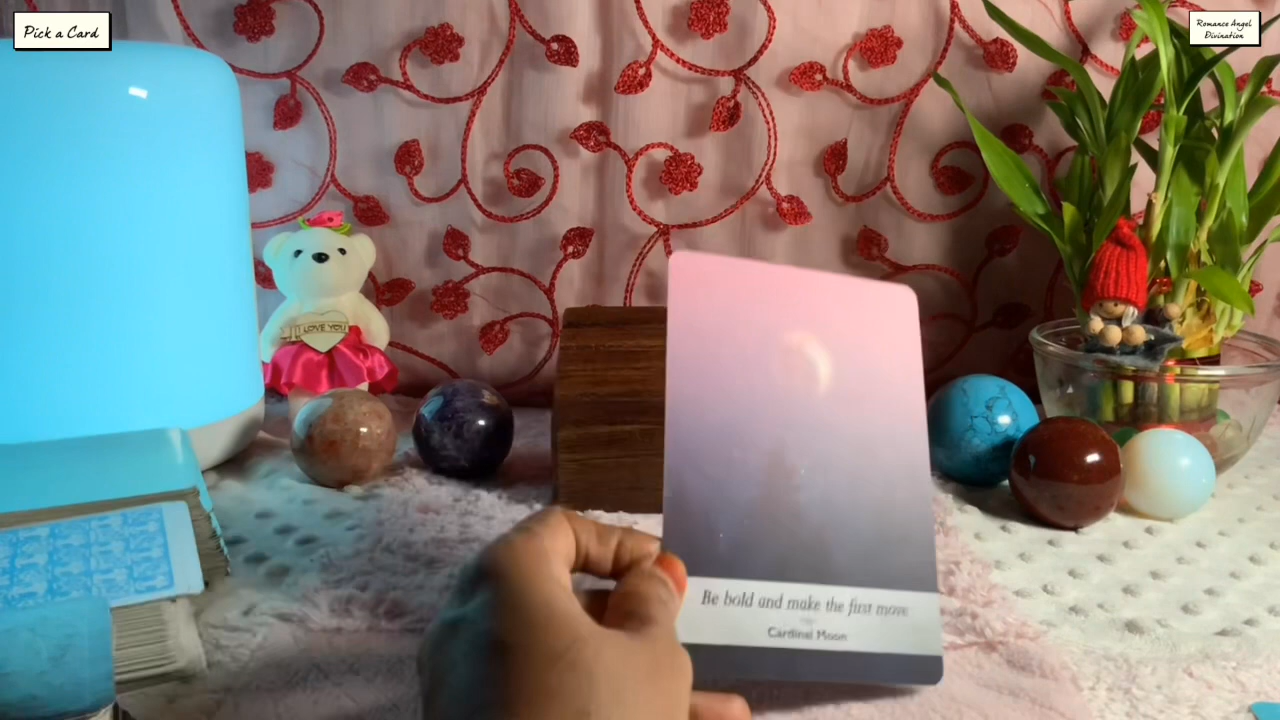 Pick a Card
Romance Angel
Divination
I LOVE YOU
Be bold and make the first move
Cardinal Moon